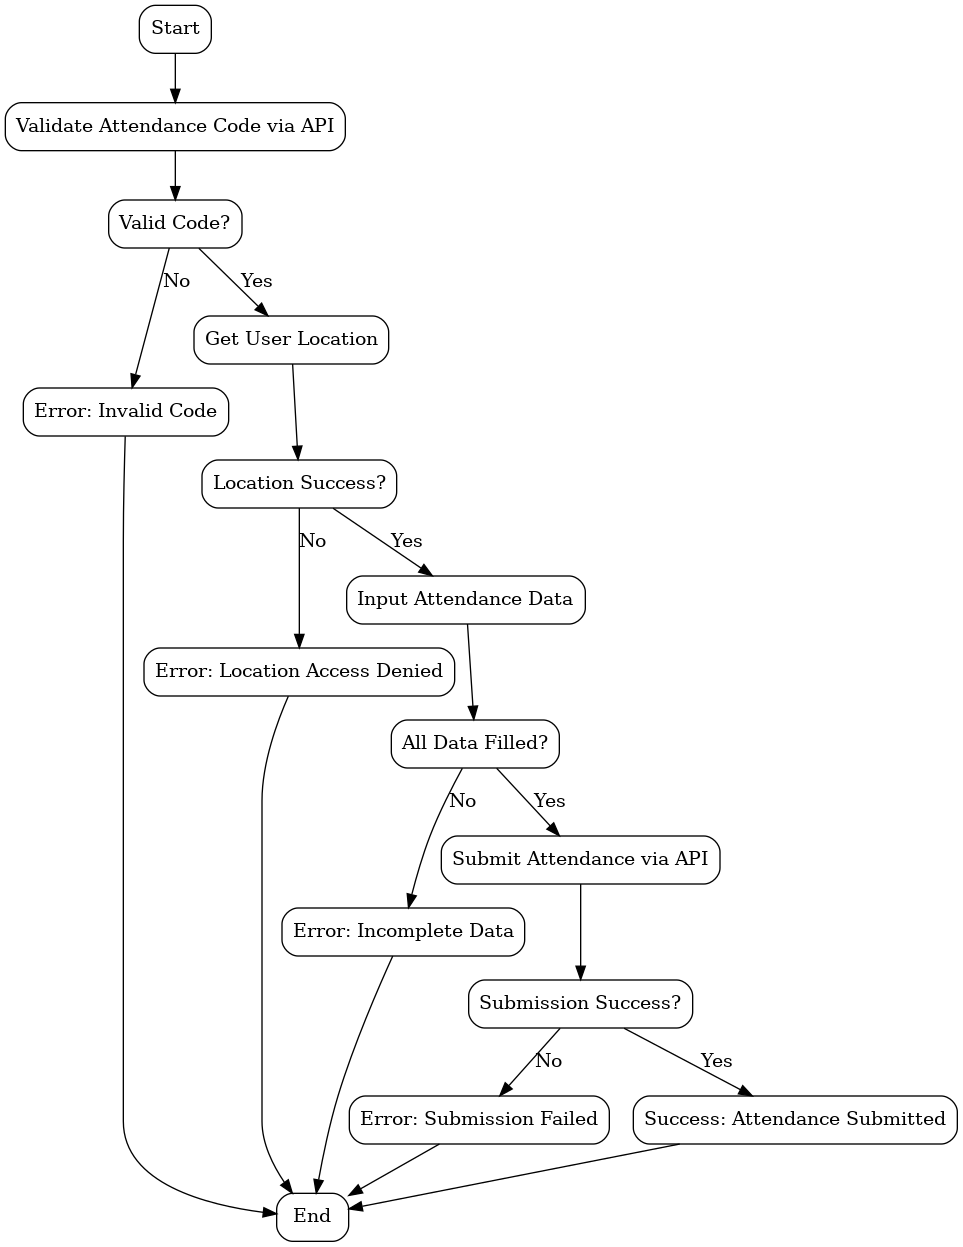 Start
Validate Attendance Code via API
Valid Code?
No
Yes
Get User Location
Error: Invalid Code
Location Success?
No
Yes
Input Attendance Data
Error: Location Access Denied
All Data Filled?
No
Yes
Submit Attendance via API
Error: Incomplete Data
Submission Success?
No
Yes
Error: Submission Failed
Success: Attendance Submitted
End